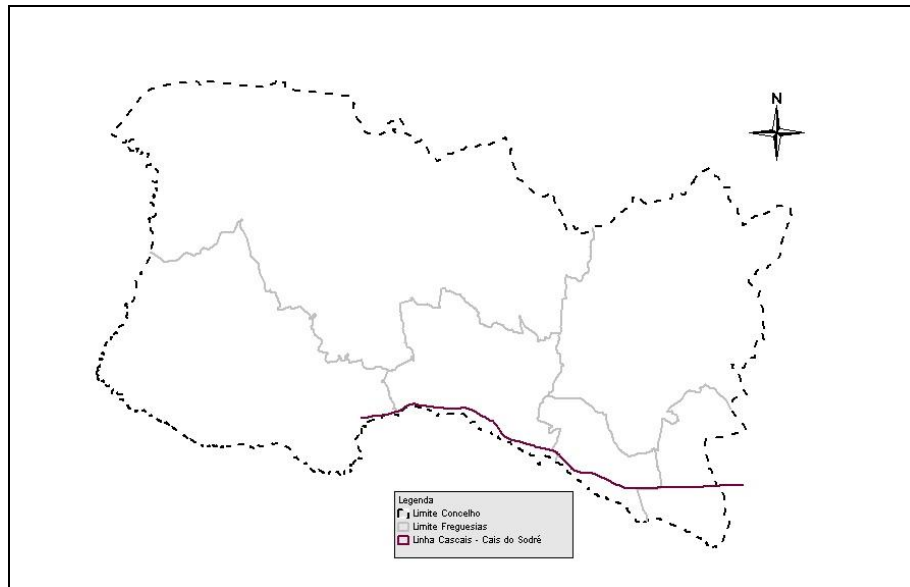 N
Legenda
Limite Concelho
Limite Freguesias
Linha Cascais - Cais do Sodré